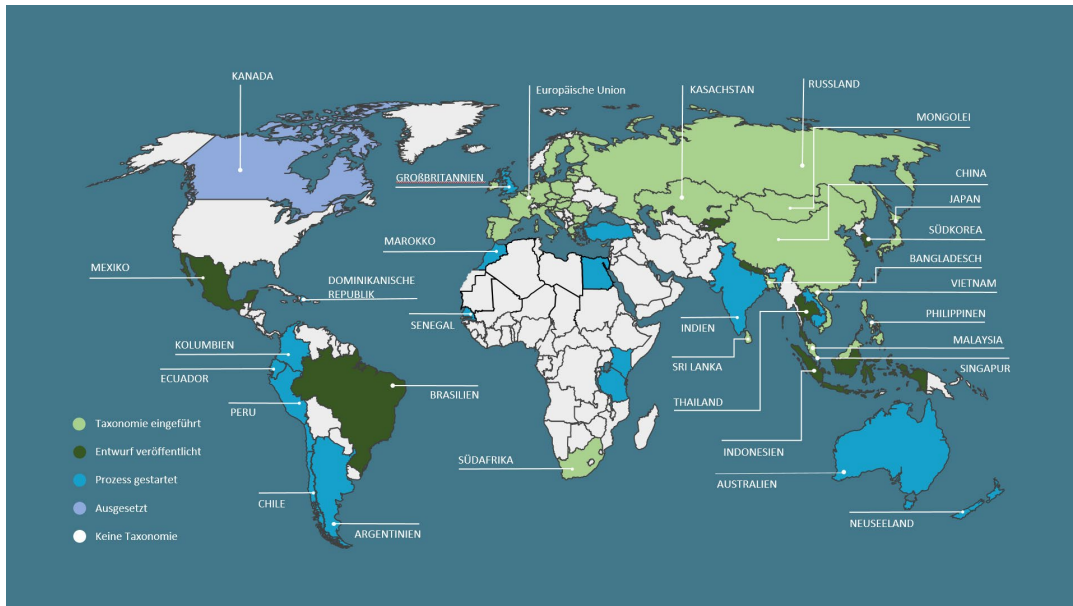 KANADA
Europäische Union
KASACHSTAN
RUSSLAND
MONGOLEI
GROßBRITANNIEN
CHINA
JAPAN
SÜDKOREA
MAROKKO
BANGLADESCH
MEXIKO
DOMINIKANISCHE
REPUBLIK
VIETNAM
SENEGAL
INDIEN
PHILIPPINEN
KOLUMBIEN
MALAYSIA
SRI LANKA
SINGAPUR
ECUADOR
BRASILIEN
PERU
THAILAND
Taxonomie eingeführt
Entwurf veröffentlicht
SÜDAFRIKA
INDONESIEN
Prozess gestartet
AUSTRALIEN
CHILE
Ausgesetzt
NEUSEELAND
ARGENTINIEN
Keine Taxonomie